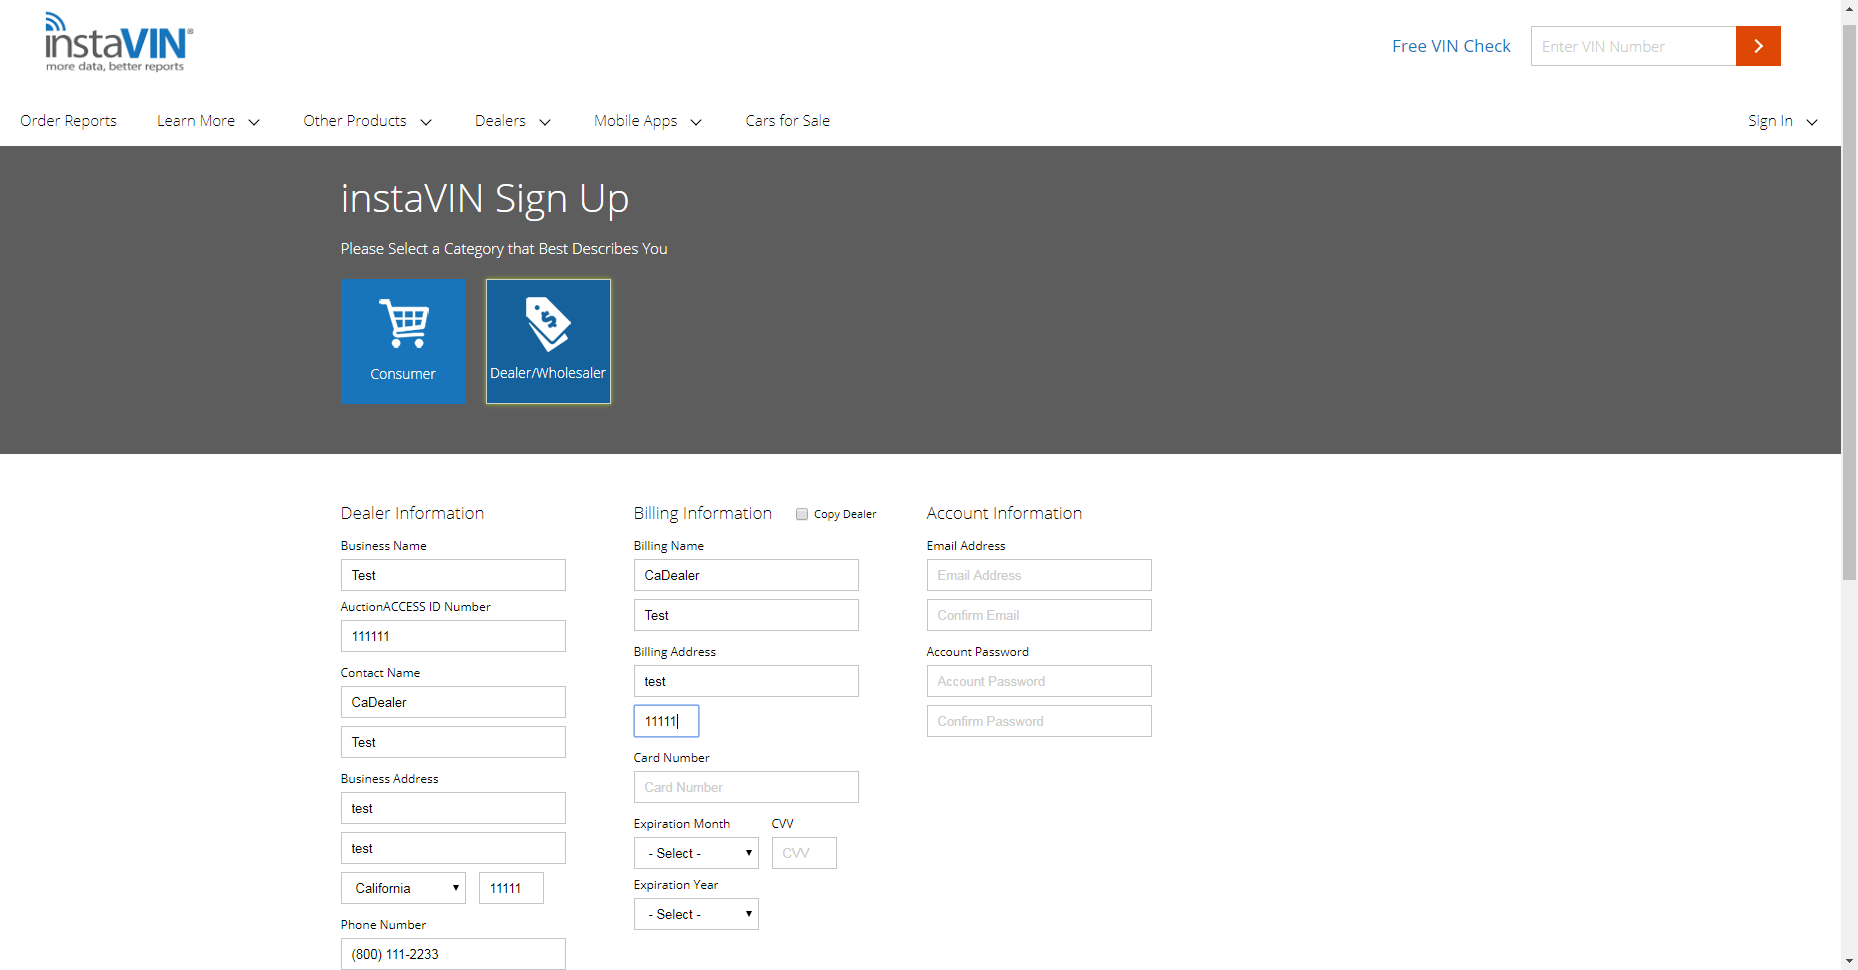 instaVIN®
more data, better reports
Free VIN Check
Enter VIN Number
Order Reports
Learn More
Other Products
Dealers
Mobile Apps
Cars for Sale
Sign In
instaVIN Sign Up
Please Select a Category that Best Describes You
Consumer
Dealer/Wholesaler
Dealer Information
Business Name
Test
AuctionACCESS ID Number
111111
Contact Name
CaDealer
Test
Business Address
test
test
California
11111
Phone Number
(800) 111-2233
Billing Information
Copy Dealer
Billing Name
CaDealer
Test
Billing Address
test
11111
Card Number
Card Number
Expiration Month
CVV
- Select -
CVV
Expiration Year
- Select -
Account Information
Email Address
Email Address
Confirm Email
Account Password
Account Password
Confirm Password